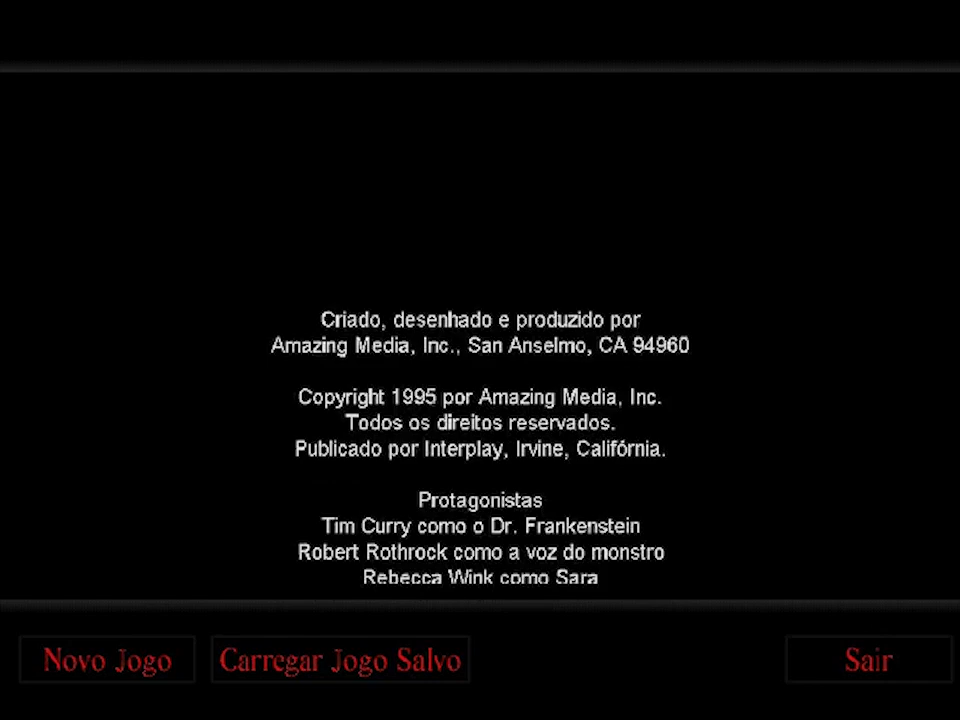 Criado, desenhado e produzido por
Amazing Media, Inc., San Anselmo, CA 94960
Copyright 1995 por Amazing Media, Inc.
Todos os direitos reservados.
Publicado por Interplay, Irvine, Califórnia.
Protagonistas
Tim Curry como o Dr. Frankenstein
Robert Rothrock como a voz do monstro
Rebecca Wink como Sara
Novo Jogo
Carregar Jogo Salvo
Sair